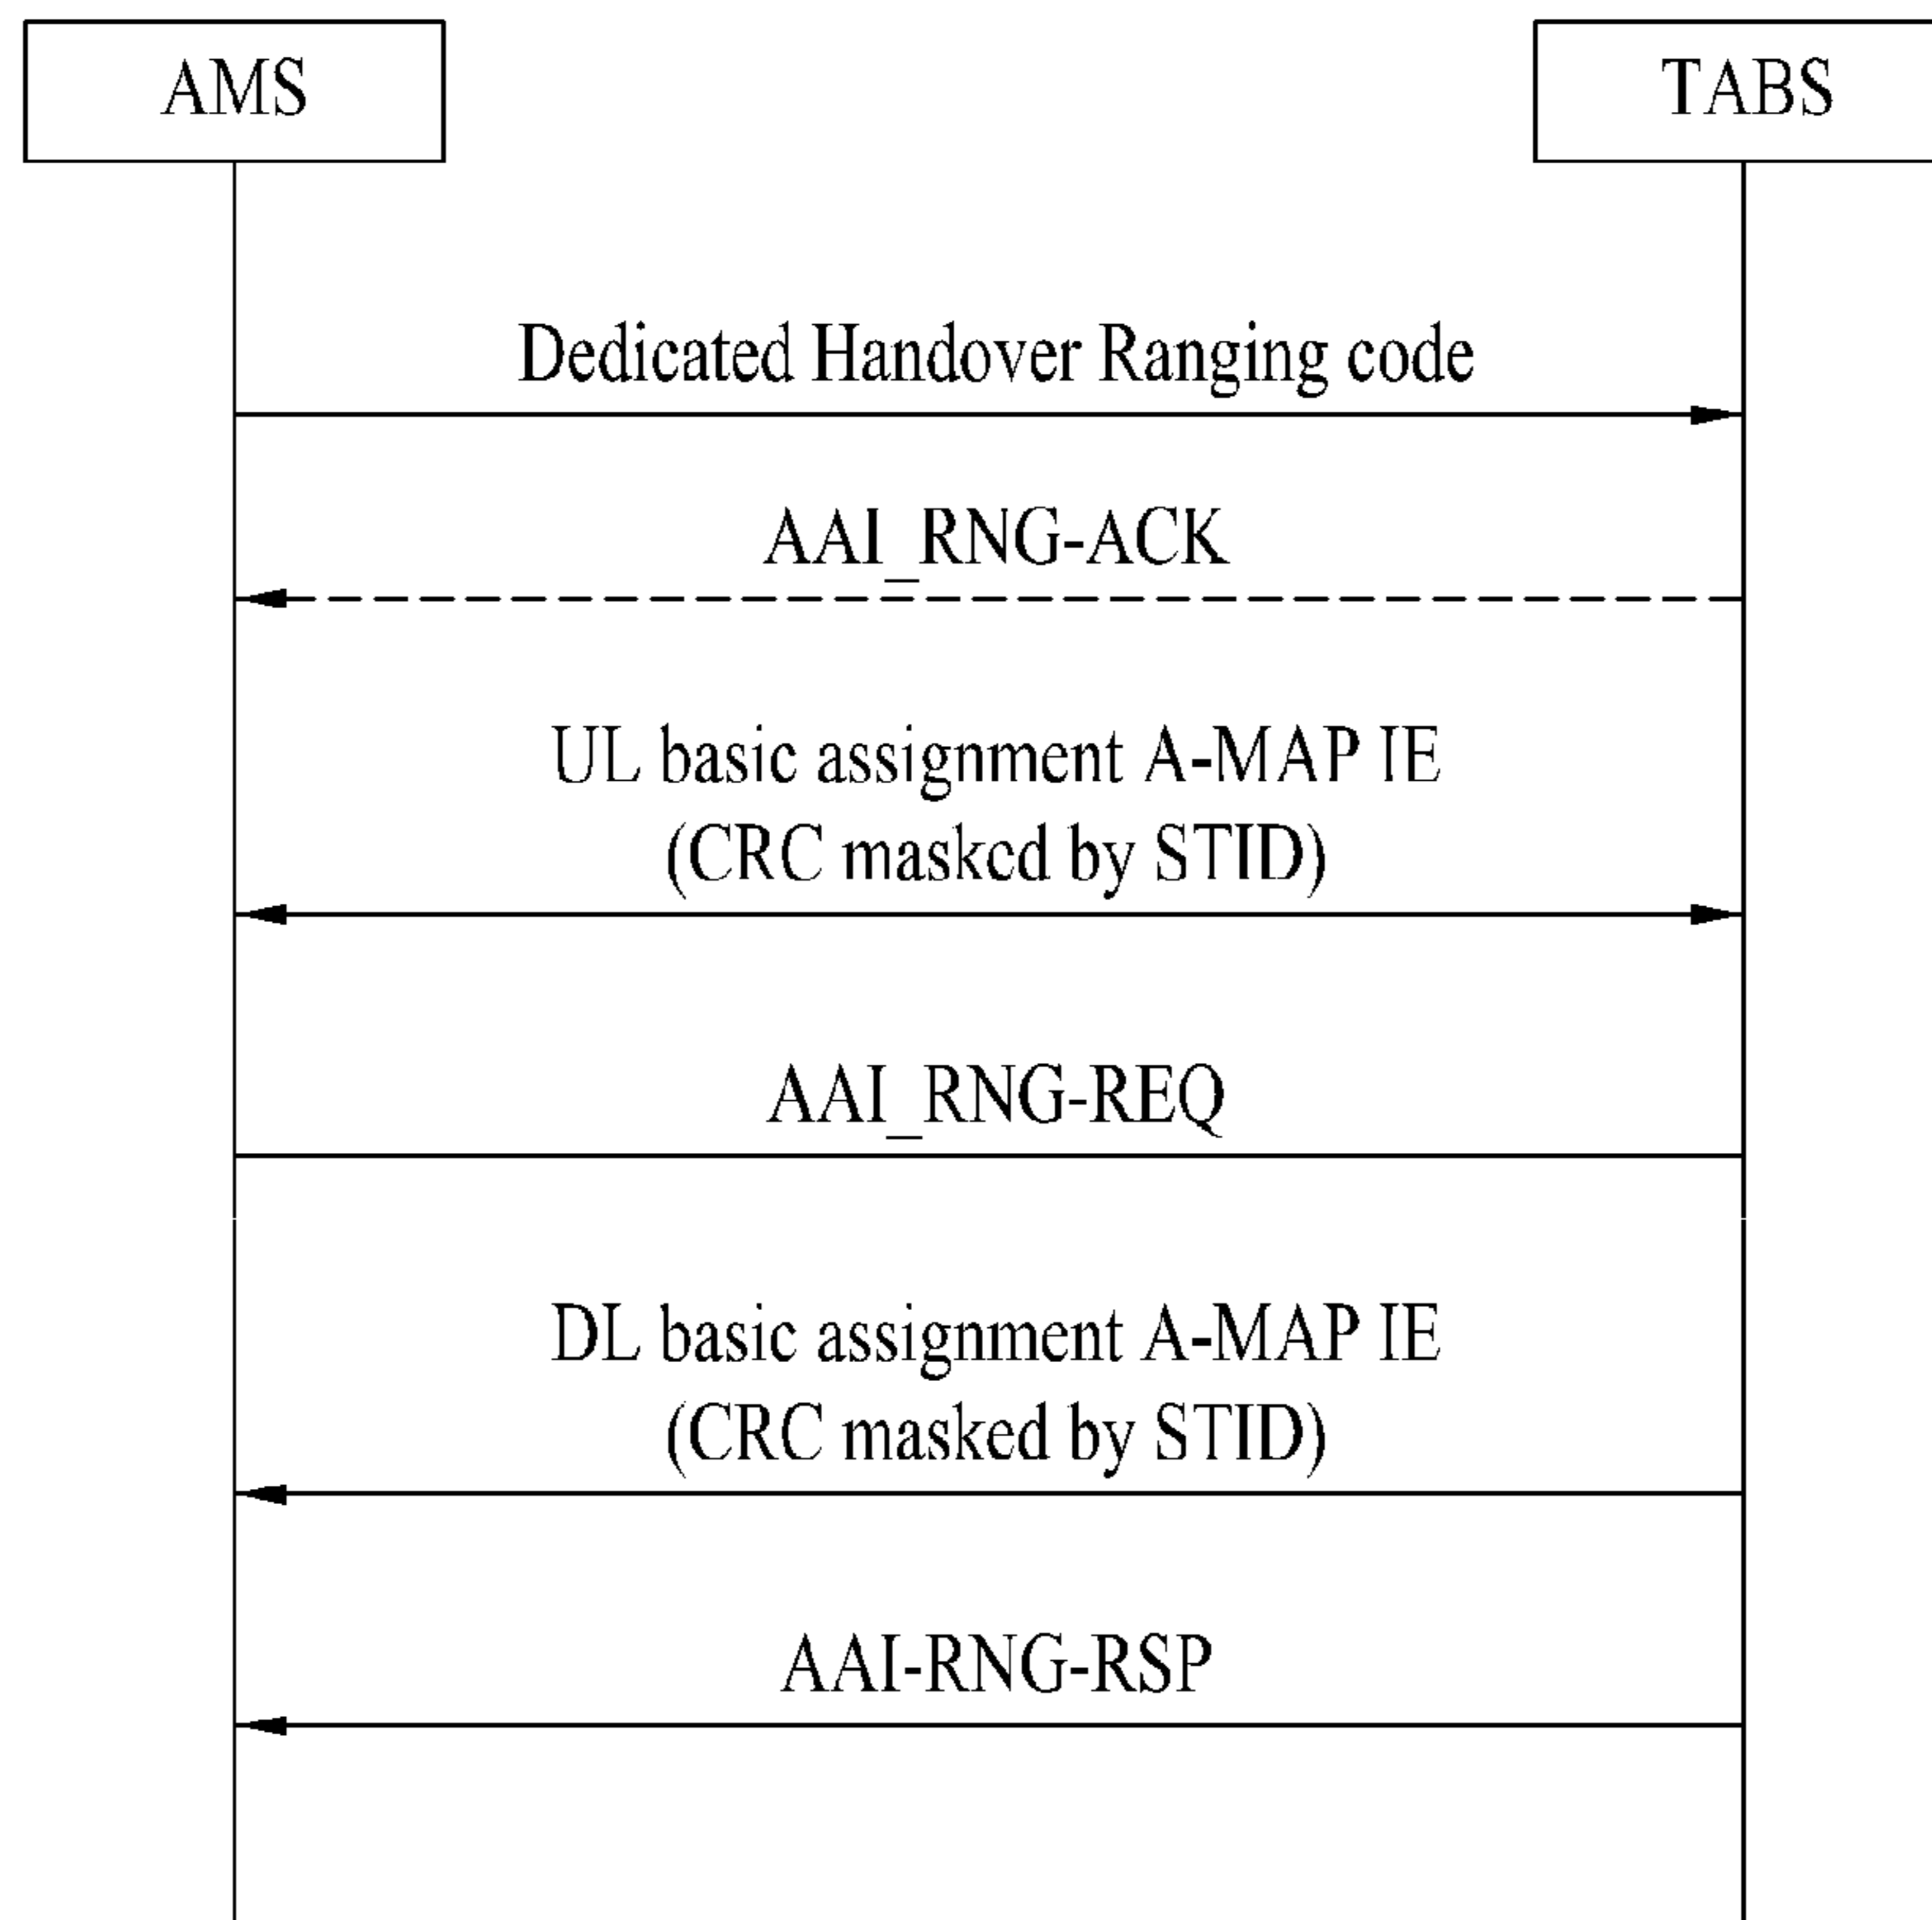 AMS
TABS
Dedicated Handover Ranging code
AAI_RNG-ACK
UL basic assignment A-MAP IE
(CRC masked by STID)
AAI_RNG-REQ
DL basic assignment A-MAP IE
(CRC masked by STID)
AAI-RNG-RSP